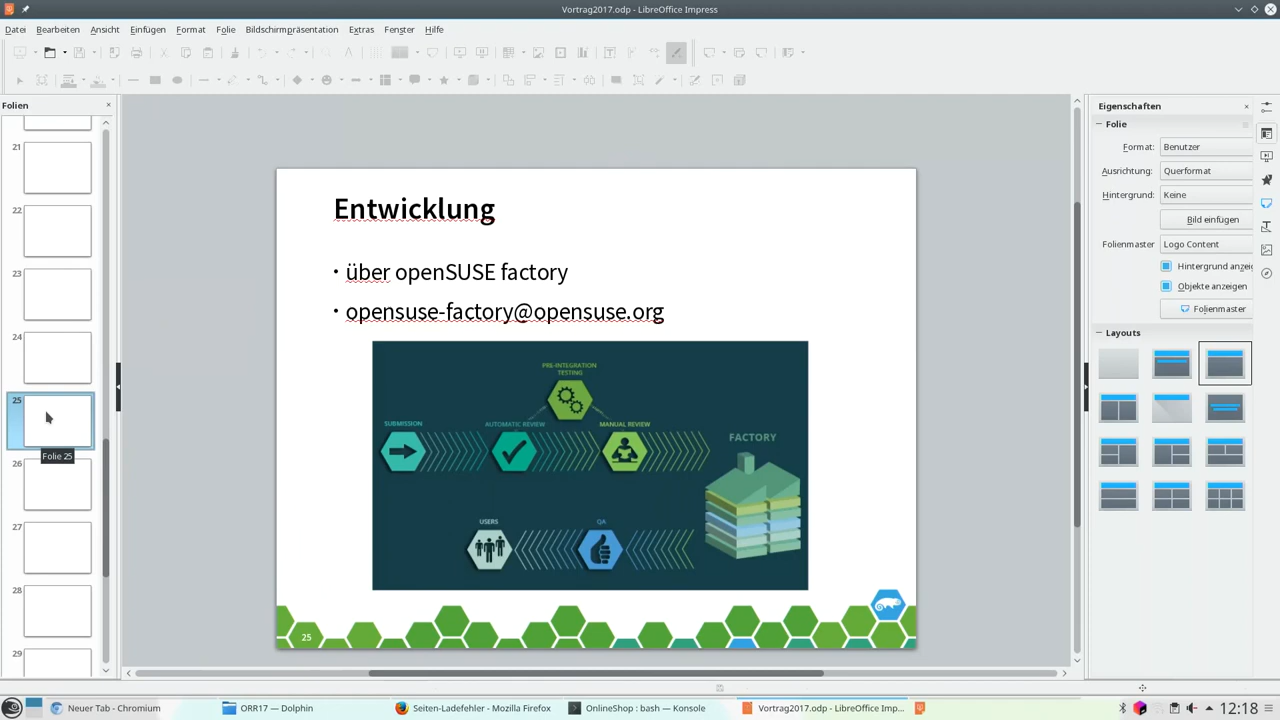 Vortrag2017.odp - LibreOffice Impress
Datei Bearbeiten Ansicht Einfügen Format Folie Bildschirmpräsentation Extras Fenster Hilfe
Folien
21
22
23
24
25
Folie 25
26
27
28
29
Entwicklung
• über openSUSE factory
• opensuse-factory@opensuse.org
PRE-INTEGRATION
TESTING
SUBMISSION
AUTOMATIC REVIEW
MANUAL REVIEW
FACTORY
USERS
QA
25
Eigenschaften
Folie
Format: Benutzer
Ausrichtung: Querformat
Hintergrund: Keine
Bild einfügen
Folienmaster Logo Content
Hintergrund anzeig
Objekte anzeigen
Folienmaster
Layouts
Neuer Tab - Chromium
ORR17 — Dolphin
Seiten-Ladefehler - Mozilla Firefox
OnlineShop : bash — Konsole
Vortrag2017.odp - LibreOffice Imp...
12:18